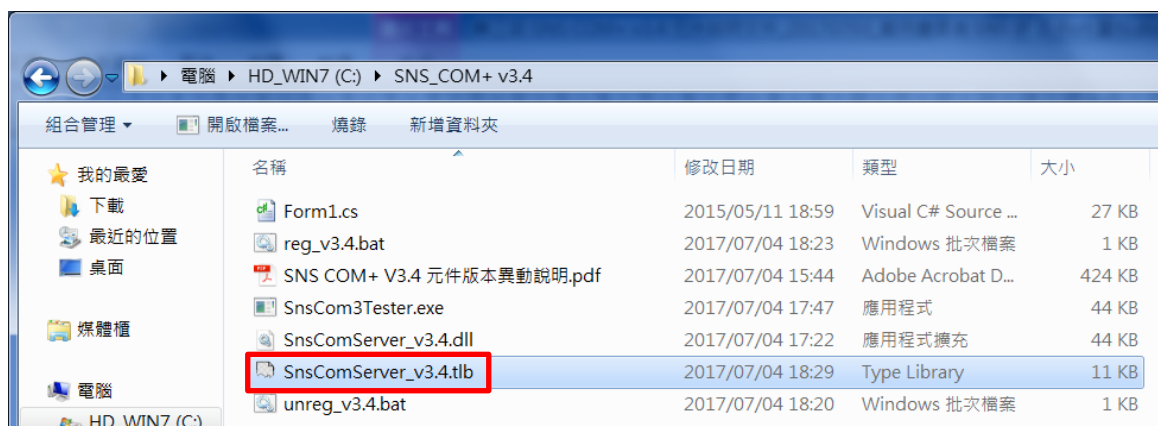 電腦 HD_WIN7 (C:) SNS_COM+ v3.4
組合管理 開啟檔案... 燒錄 新增資料夾
我的最愛
下載
最近的位置
桌面
媒體櫃
電腦
HD_WIN7 (C:)
名稱 修改日期 類型 大小
Form1.cs 2015/05/11 18:59 Visual C# Source ... 27 KB
reg_v3.4.bat 2017/07/04 18:23 Windows 批次檔案 1 KB
SNS COM+ V3.4 元件版本異動說明.pdf 2017/07/04 15:44 Adobe Acrobat D... 424 KB
SnsCom3Tester.exe 2017/07/04 17:47 應用程式 44 KB
SnsComServer_v3.4.dll 2017/07/04 17:22 應用程式擴充 44 KB
SnsComServer_v3.4.tlb 2017/07/04 18:29 Type Library 11 KB
unreg_v3.4.bat 2017/07/04 18:20 Windows 批次檔案 1 KB